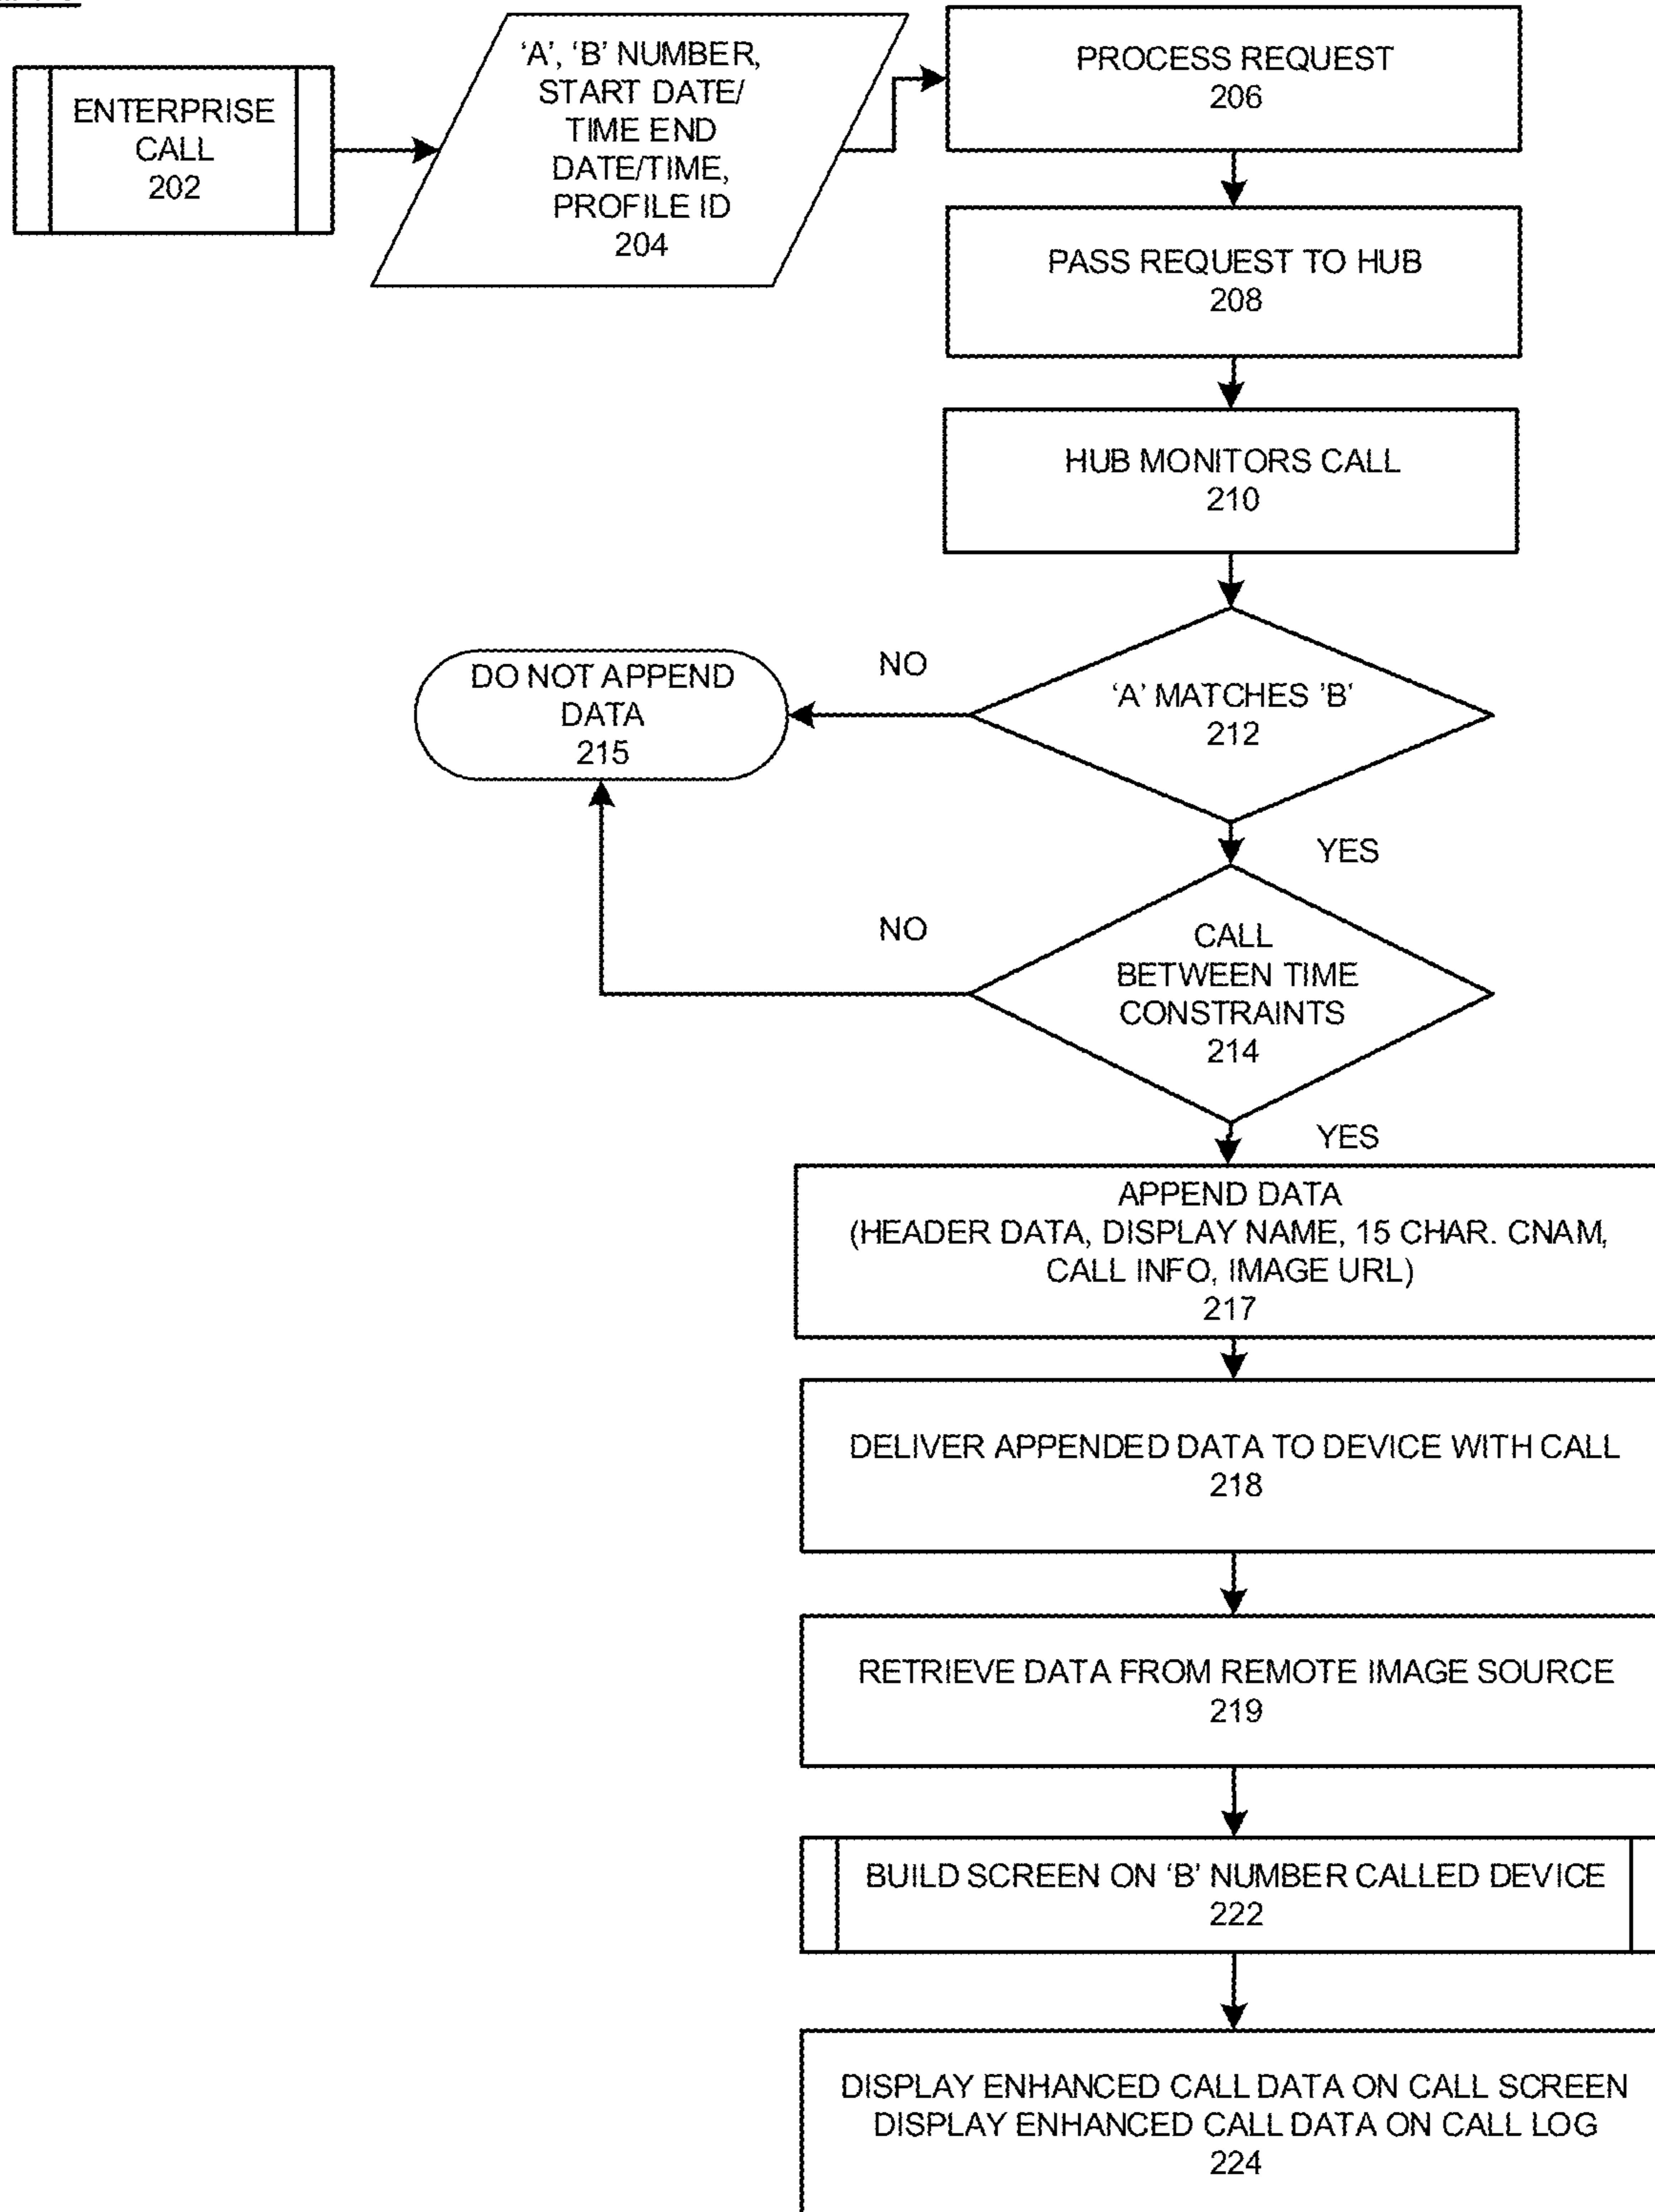 ENTERPRISE
CALL
202
‘A’, ‘B’ NUMBER,
START DATE/
TIME END
DATE/TIME,
PROFILE ID
204
PROCESS REQUEST
206
PASS REQUEST TO HUB
208
HUB MONITORS CALL
210
‘A’ MATCHES ’B‘
212
NO
DO NOT APPEND
DATA
215
YES
CALL
BETWEEN TIME
CONSTRAINTS
214
NO
YES
APPEND DATA
(HEADER DATA, DISPLAY NAME, 15 CHAR. CNAM,
CALL INFO, IMAGE URL)
217
DELIVER APPENDED DATA TO DEVICE WITH CALL
218
RETRIEVE DATA FROM REMOTE IMAGE SOURCE
219
BUILD SCREEN ON ‘B’ NUMBER CALLED DEVICE
222
DISPLAY ENHANCED CALL DATA ON CALL SCREEN
DISPLAY ENHANCED CALL DATA ON CALL LOG
224